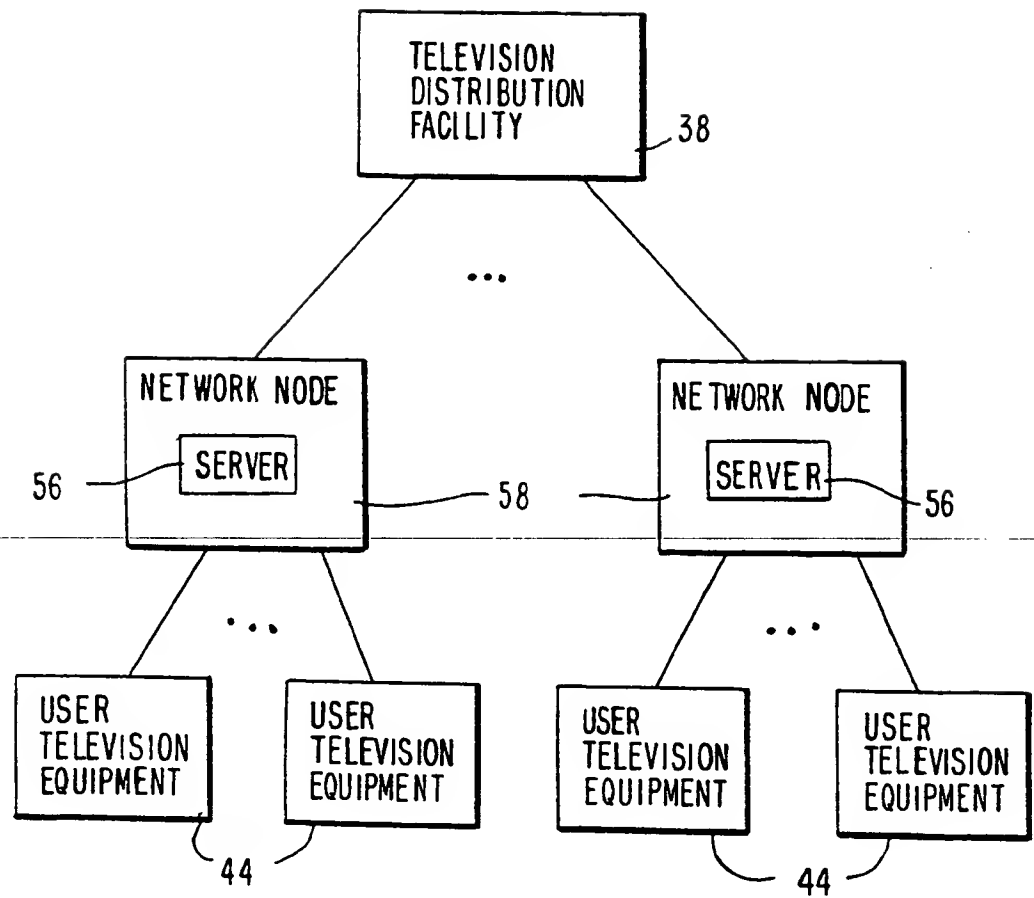 TELEVISION
DISTRIBUTION
FACILITY
38
...
NETWORK NODE
SERVER
56
58
NETWORK NODE
SERVER
56
...
...
USER
TELEVISION
EQUIPMENT
USER
TELEVISION
EQUIPMENT
USER
TELEVISION
EQUIPMENT
USER
TELEVISION
EQUIPMENT
44
44